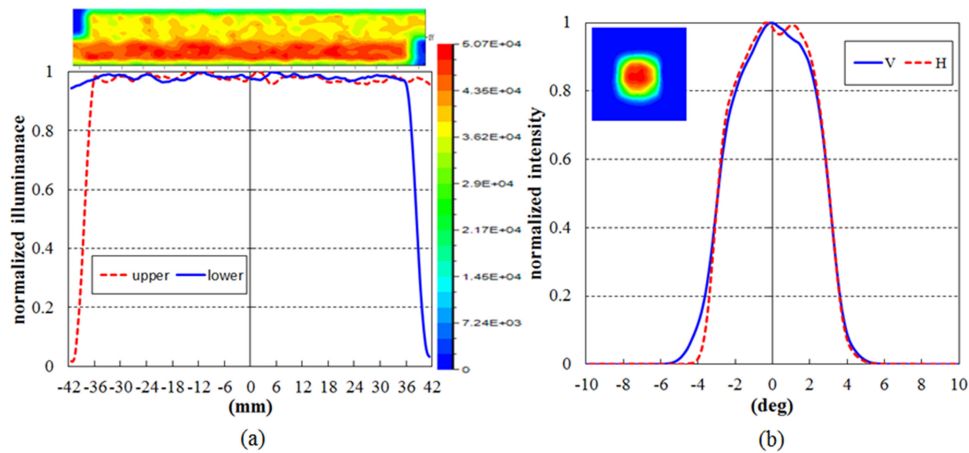 5.07E+04
4.35E+04
3.62E+04
2.9E+04
2.17E+04
1.45E+04
7.24E+03
0
normalized illuminanace
1
0.8
0.6
0.4
0.2
0
upper lower
-42 -36 -30 -24 -18 -12 -6 0 6 12 18 24 30 36 42
(mm)
(a)
normalized intensity
1
0.8
0.6
0.4
0.2
0
V H
-10 -8 -6 -4 -2 0 2 4 6 8 10
(deg)
(b)